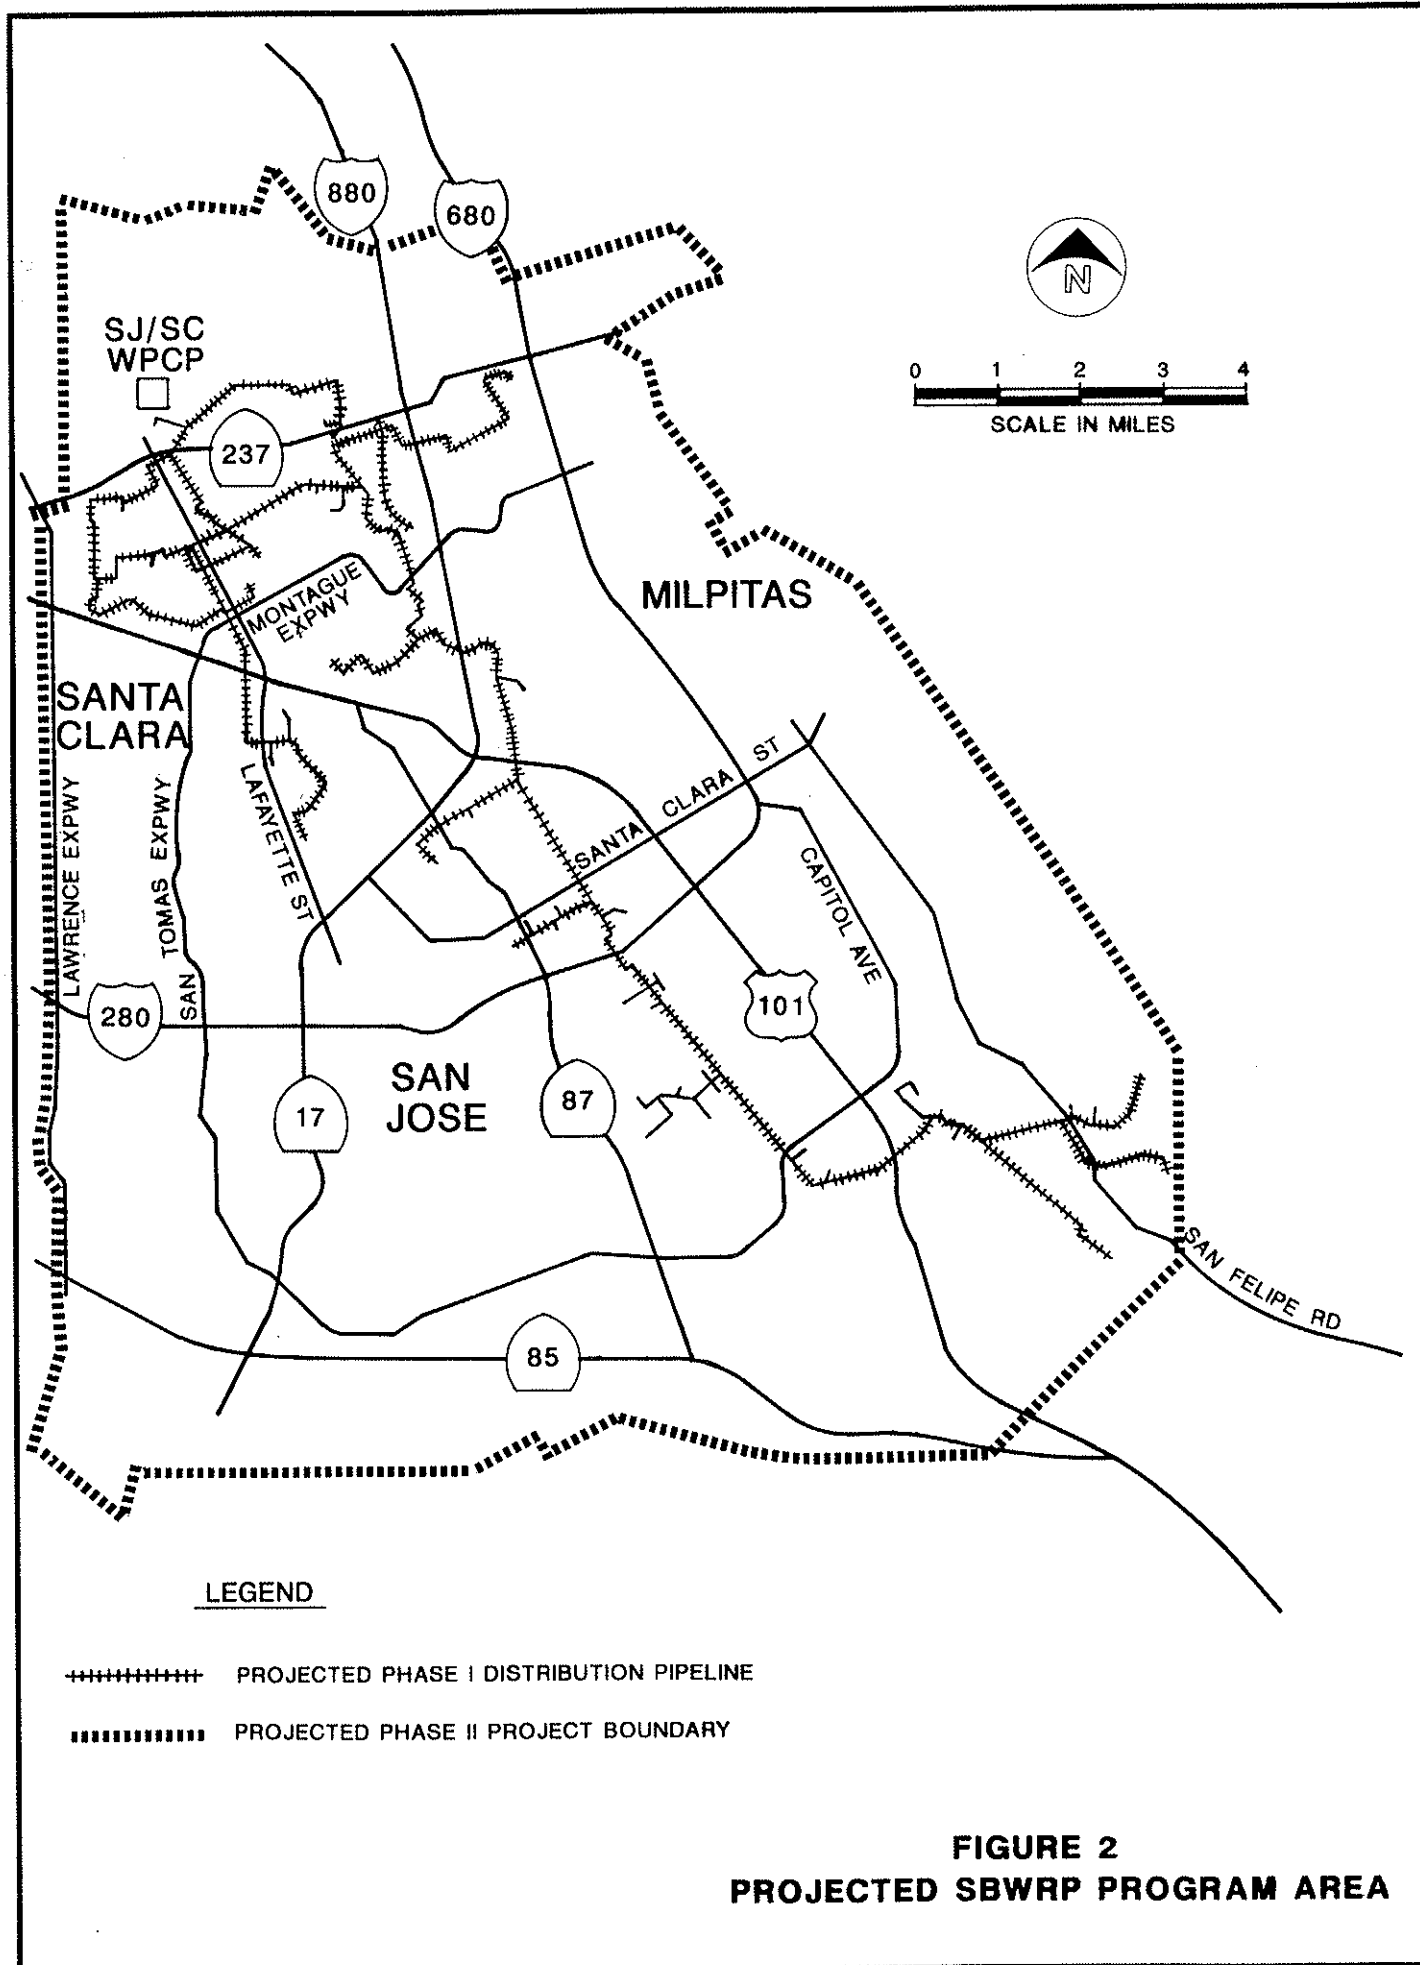 880
680
N
SJ/SC
WPCP
0 1 2 3 4
SCALE IN MILES
237
MILPITAS
MONTAGUE
EXPWY
SANTA
CLARA
SANTA CLARA ST
LAWRENCE EXPWY
SAN TOMAS EXPWY
LAFAYETTE ST
CAPITOL AVE
280
101
SAN
JOSE
17
87
SAN FELIPE RD
85
LEGEND
PROJECTED PHASE I DISTRIBUTION PIPELINE
PROJECTED PHASE II PROJECT BOUNDARY
FIGURE 2
PROJECTED SBWRP PROGRAM AREA